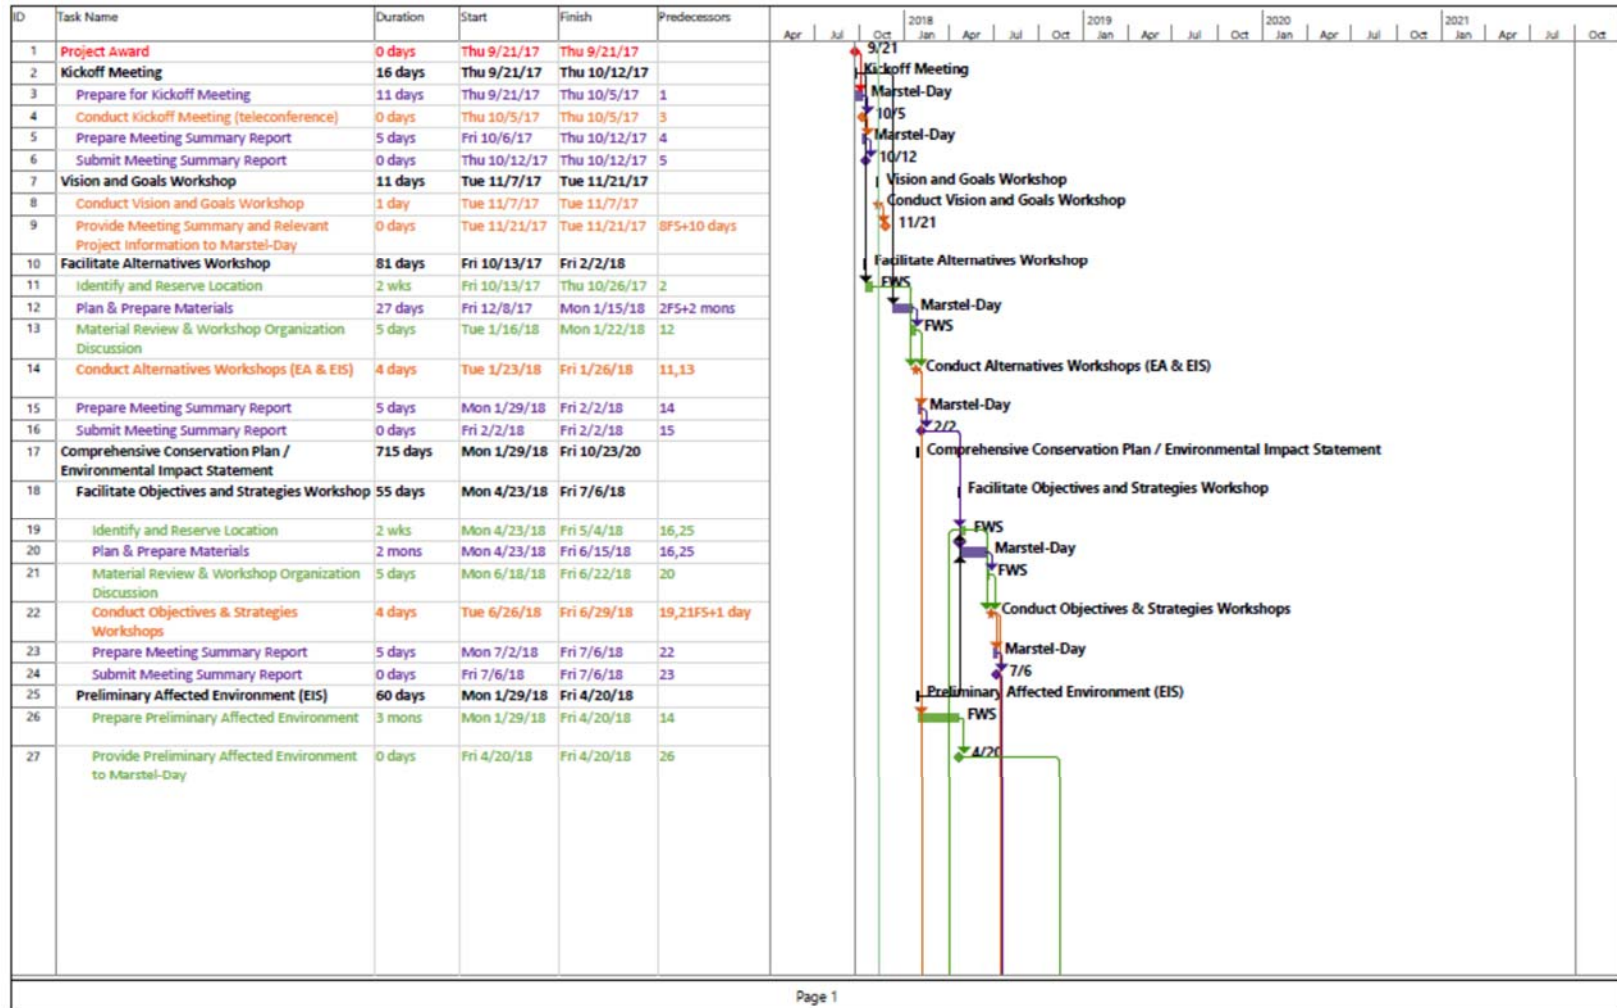 ID Task Name Duration Start Finish Predecessors
2018 2019 2020 2021
Apr Jul Oct Jan Apr Jul Oct Jan Apr Jul Oct Jan Apr Jul Oct Jan Apr Jul Oct
1 Project Award 0 days Thu 9/21/17 Thu 9/21/17 9/21
2 Kickoff Meeting 16 days Thu 9/21/17 Thu 10/12/17 Kickoff Meeting
3 Prepare for Kickoff Meeting 11 days Thu 9/21/17 Thu 10/5/17 1 Marstel-Day
4 Conduct Kickoff Meeting (teleconference) 0 days Thu 10/5/17 Thu 10/5/17 3 10/5
5 Prepare Meeting Summary Report 5 days Fri 10/6/17 Thu 10/12/17 4 Marstel-Day
6 Submit Meeting Summary Report 0 days Thu 10/12/17 Thu 10/12/17 5 10/12
7 Vision and Goals Workshop 11 days Tue 11/7/17 Tue 11/21/17 Vision and Goals Workshop
8 Conduct Vision and Goals Workshop 1 day Tue 11/7/17 Tue 11/7/17 Conduct Vision and Goals Workshop
9 Provide Meeting Summary and Relevant 0 days Tue 11/21/17 Tue 11/21/17 8FS+10 days 11/21
Project Information to Marstel-Day
10 Facilitate Alternatives Workshop 81 days Fri 10/13/17 Fri 2/2/18 Facilitate Alternatives Workshop
11 Identify and Reserve Location 2 wks Fri 10/13/17 Thu 10/26/17 2 FWS
12 Plan & Prepare Materials 27 days Fri 12/8/17 Mon 1/15/18 2FS+2 mons Marstel-Day
13 Material Review & Workshop Organization 5 days Tue 1/16/18 Mon 1/22/18 12 FWS
Discussion
14 Conduct Alternatives Workshops (EA & EIS) 4 days Tue 1/23/18 Fri 1/26/18 11,13 Conduct Alternatives Workshops (EA & EIS)
15 Prepare Meeting Summary Report 5 days Mon 1/29/18 Fri 2/2/18 14 Marstel-Day
16 Submit Meeting Summary Report 0 days Fri 2/2/18 Fri 2/2/18 15 2/2
17 Comprehensive Conservation Plan / 715 days Mon 1/29/18 Fri 10/23/20 Comprehensive Conservation Plan / Environmental Impact Statement
Environmental Impact Statement
18 Facilitate Objectives and Strategies Workshop 55 days Mon 4/23/18 Fri 7/6/18 Facilitate Objectives and Strategies Workshop
19 Identify and Reserve Location 2 wks Mon 4/23/18 Fri 5/4/18 16,25 FWS
20 Plan & Prepare Materials 2 mons Mon 4/23/18 Fri 6/15/18 16,25 Marstel-Day
21 Material Review & Workshop Organization 5 days Mon 6/18/18 Fri 6/22/18 20 FWS
Discussion
22 Conduct Objectives & Strategies 4 days Tue 6/26/18 Fri 6/29/18 19,21FS+1 day Conduct Objectives & Strategies Workshops
Workshops
23 Prepare Meeting Summary Report 5 days Mon 7/2/18 Fri 7/6/18 22 Marstel-Day
24 Submit Meeting Summary Report 0 days Fri 7/6/18 Fri 7/6/18 23 7/6
25 Preliminary Affected Environment (EIS) 60 days Mon 1/29/18 Fri 4/20/18 Preliminary Affected Environment (EIS)
26 Prepare Preliminary Affected Environment 3 mons Mon 1/29/18 Fri 4/20/18 14 FWS
27 Provide Preliminary Affected Environment 0 days Fri 4/20/18 Fri 4/20/18 26 4/20
to Marstel-Day
Page 1